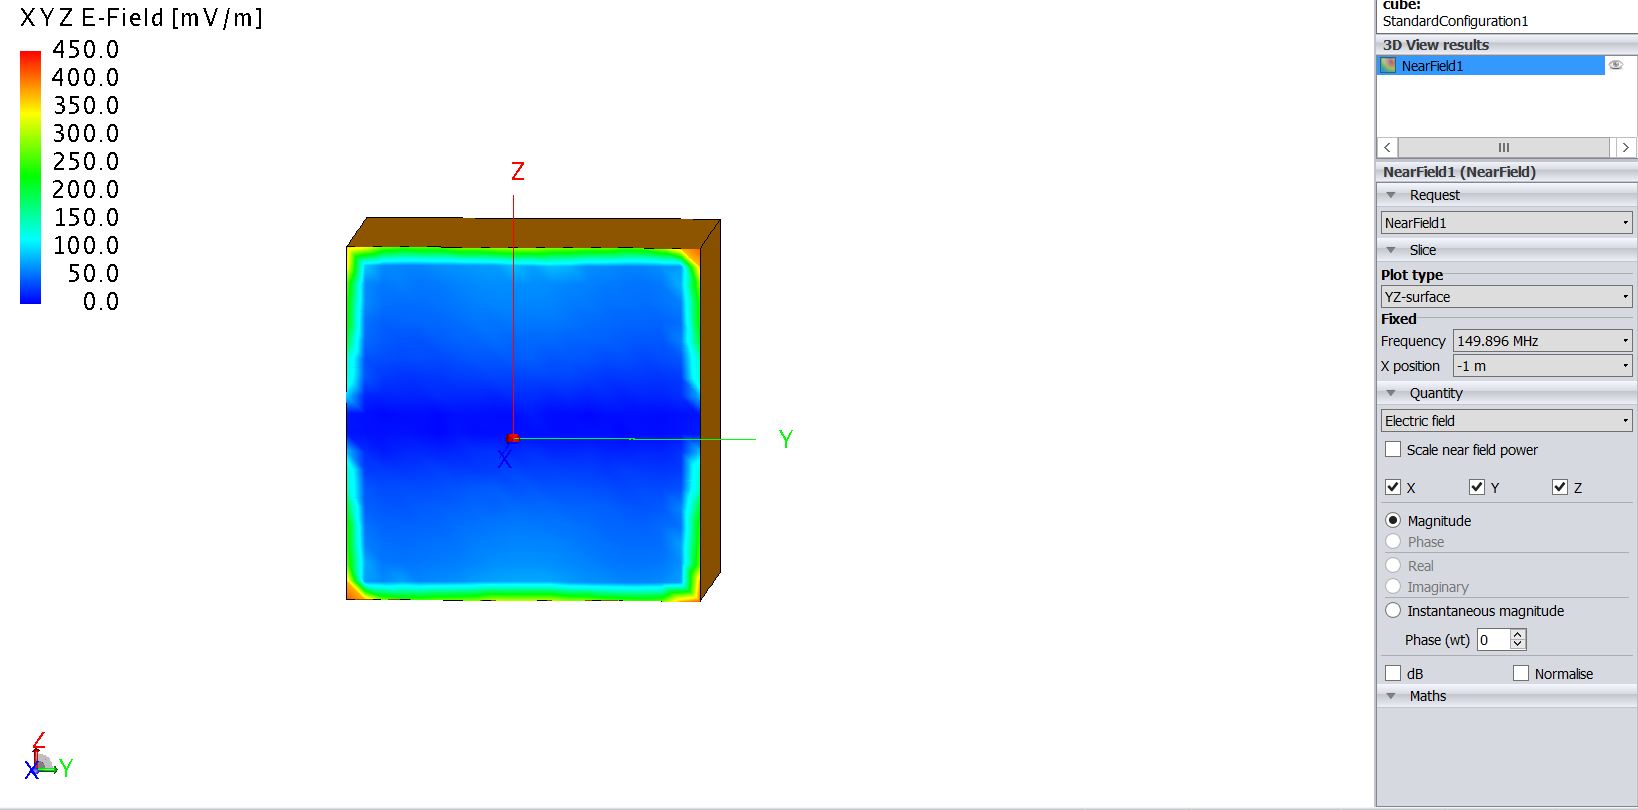 XYZ E-Field [mV/m]
450.0
400.0
350.0
300.0
250.0
200.0
150.0
100.0
50.0
0.0
Z
Y
X
Z
X
Y
cube:
StandardConfiguration1
3D View results
NearField1
NearField1 (NearField)
Request
NearField1
Slice
Plot type
YZ-surface
Fixed
Frequency 149.896 MHz
X position -1 m
Quantity
Electric field
Scale near field power
X Y Z
Magnitude
Phase
Real
Imaginary
Instantaneous magnitude
Phase (wt) 0
dB Normalise
Maths